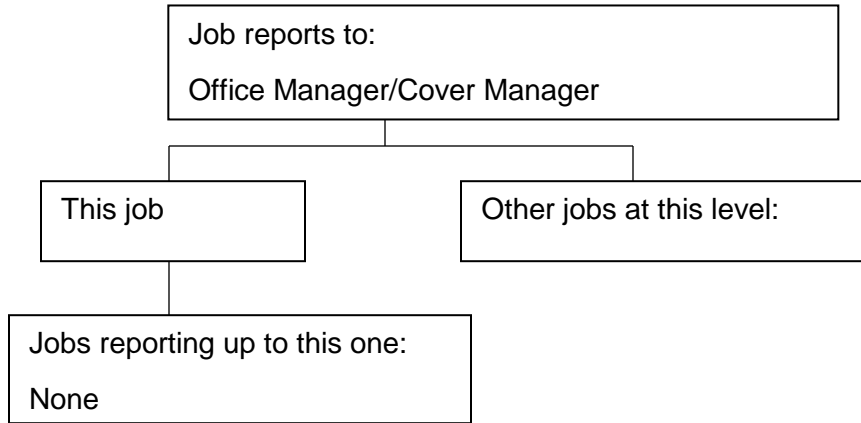 Job reports to:
Office Manager/Cover Manager
This job
Other jobs at this level:
Jobs reporting up to this one:
None